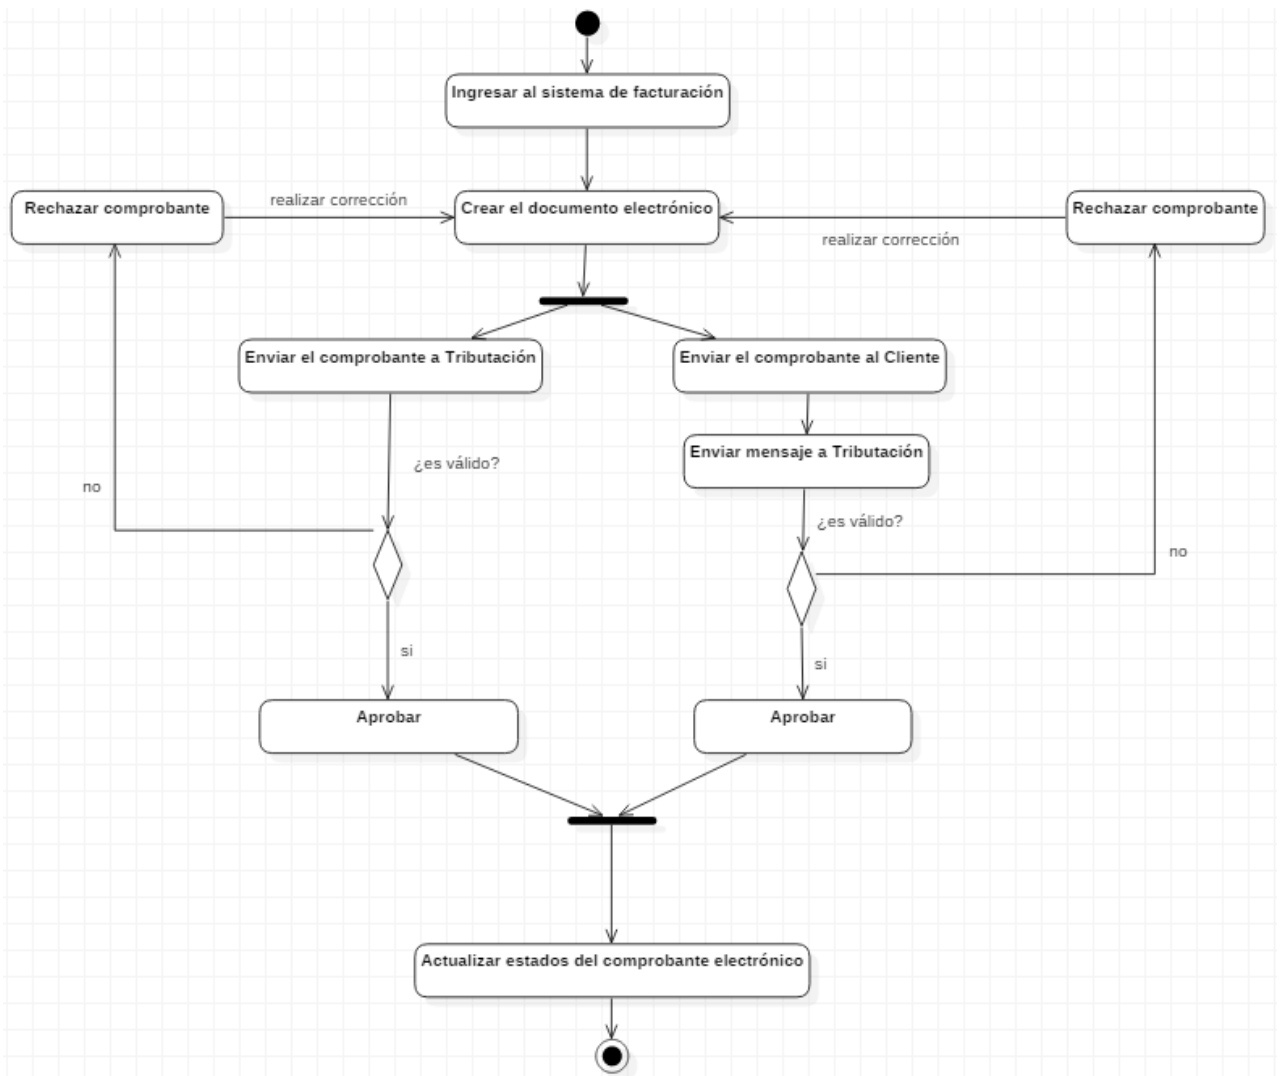 Ingresar al sistema de facturación
Rechazar comprobante
realizar corrección
Crear el documento electrónico
realizar corrección
Rechazar comprobante
Enviar el comprobante a Tributación
Enviar el comprobante al Cliente
Enviar mensaje a Tributación
¿es válido?
no
¿es válido?
no
si
si
Aprobar
Aprobar
Actualizar estados del comprobante electrónico